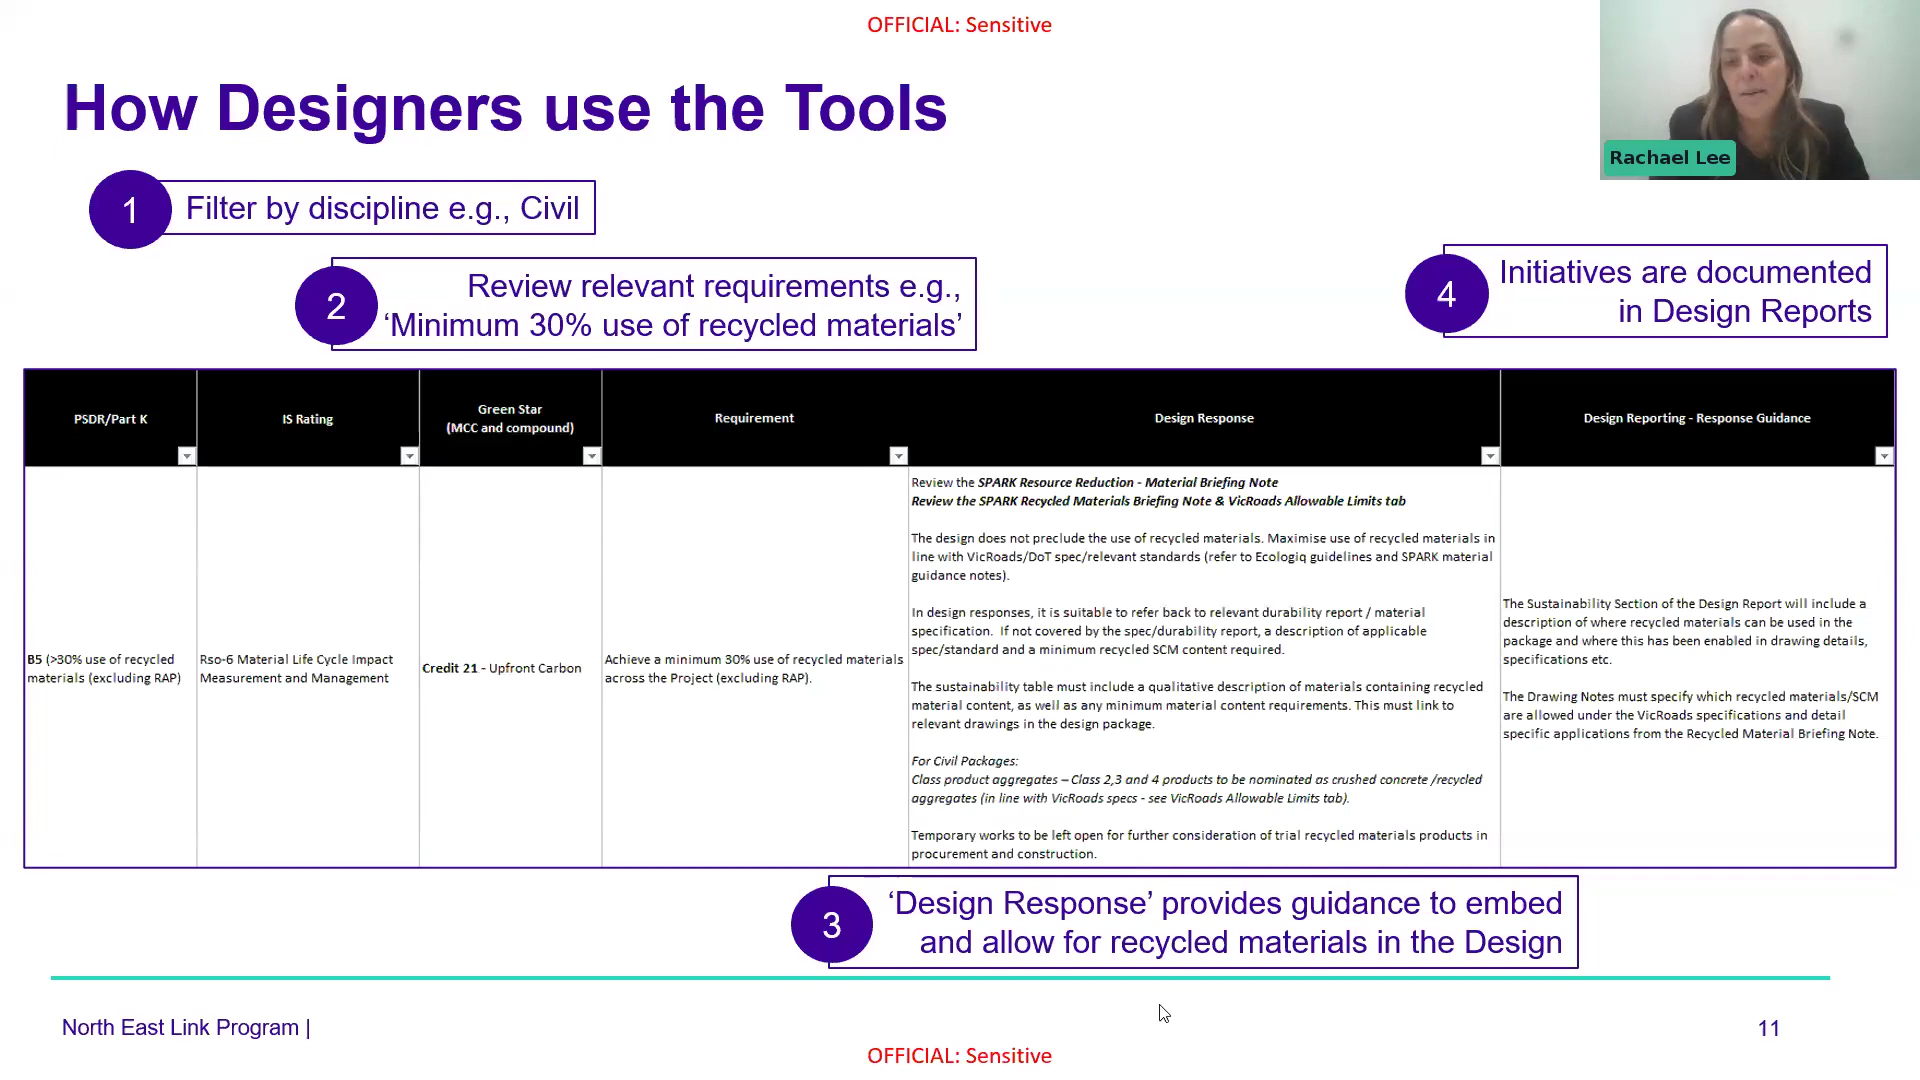 OFFICIAL: Sensitive
How Designers use the Tools
Rachael Lee
1
Filter by discipline e.g., Civil
2
Review relevant requirements e.g.,
‘Minimum 30% use of recycled materials’
4
Initiatives are documented
in Design Reports
PSDR/Part K
IS Rating
Green Star
(MCC and compound)
Requirement
Design Response
Design Reporting - Response Guidance
B5 (>30% use of recycled
materials (excluding RAP)
Rso-6 Material Life Cycle Impact
Measurement and Management
Credit 21 - Upfront Carbon
Achieve a minimum 30% use of recycled materials
across the Project (excluding RAP).
Review the SPARK Resource Reduction - Material Briefing Note
Review the SPARK Recycled Materials Briefing Note & VicRoads Allowable Limits tab
The design does not preclude the use of recycled materials. Maximise use of recycled materials in
line with VicRoads/DoT spec/relevant standards (refer to Ecologiq guidelines and SPARK material
guidance notes).
In design responses, it is suitable to refer back to relevant durability report / material
specification. If not covered by the spec/durability report, a description of applicable
spec/standard and a minimum recycled SCM content required.
The sustainability table must include a qualitative description of materials containing recycled
material content, as well as any minimum material content requirements. This must link to
relevant drawings in the design package.
For Civil Packages:
Class product aggregates – Class 2,3 and 4 products to be nominated as crushed concrete /recycled
aggregates (in line with VicRoads specs - see VicRoads Allowable Limits tab).
Temporary works to be left open for further consideration of trial recycled materials products in
procurement and construction.
The Sustainability Section of the Design Report will include a
description of where recycled materials can be used in the
package and where this has been enabled in drawing details,
specifications etc.
The Drawing Notes must specify which recycled materials/SCM
are allowed under the VicRoads specifications and detail
specific applications from the Recycled Material Briefing Note.
3
‘Design Response’ provides guidance to embed
and allow for recycled materials in the Design
North East Link Program |
11
OFFICIAL: Sensitive